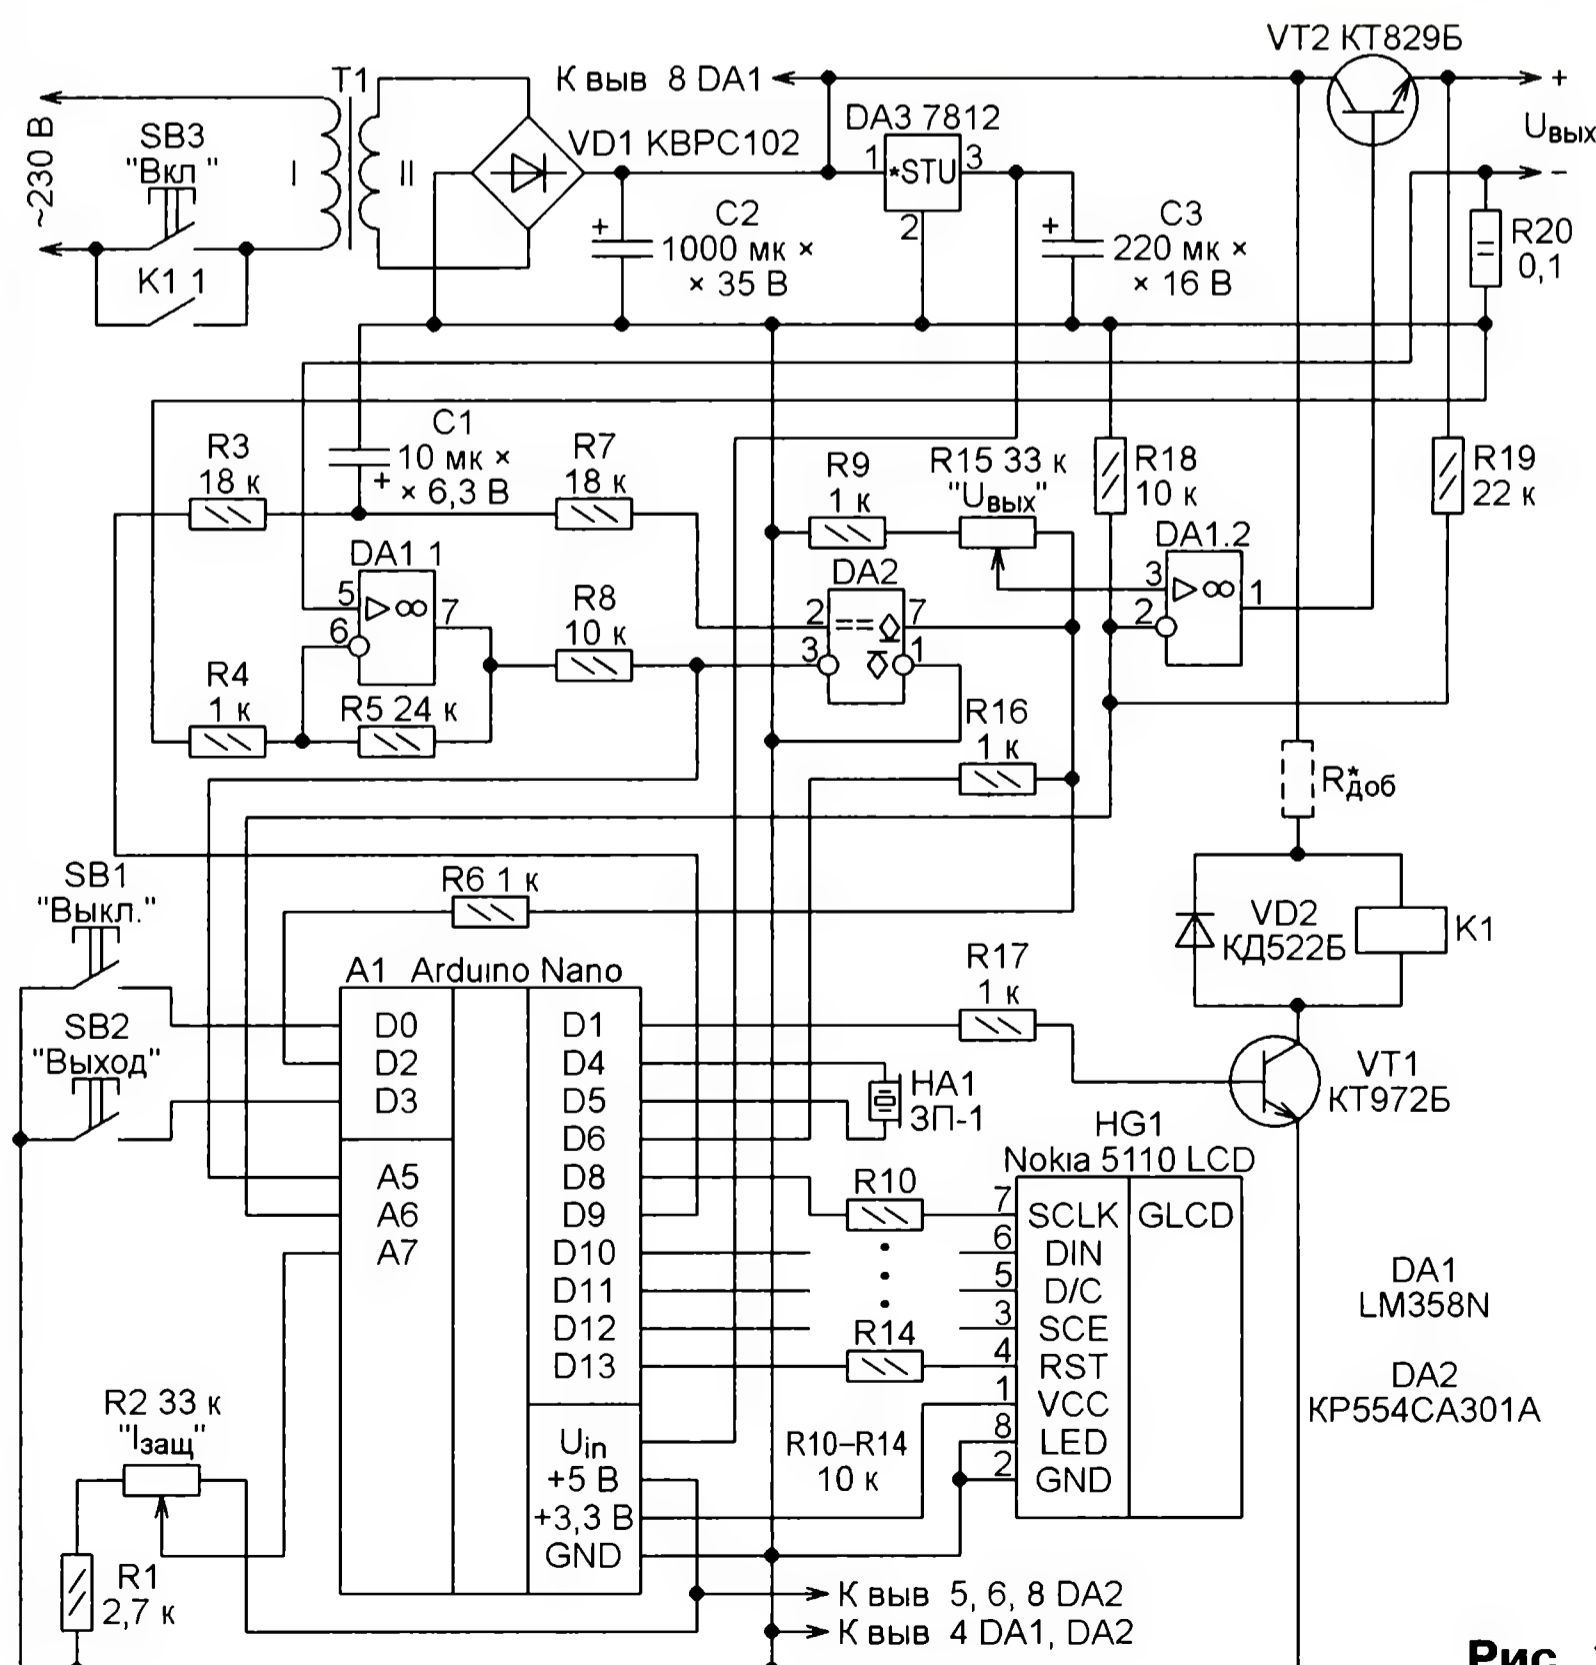 VT2 КТ829Б
T1
К выв 8 DA1
+
~230 В
SB3
"Вкл "
I
II
VD1 KBPC102
DA3 7812
1
*STU
3
2
Uвых
−
K1 1
+
C2
1000 мк ×
× 35 В
+
C3
220 мк ×
× 16 В
R20
0,1
R3
18 к
C1
10 мк ×
+ × 6,3 В
R7
18 к
R9
1 к
R15 33 к
"Uвых"
R18
10 к
R19
22 к
DA1 1
5
▷∞
7
6
R8
10 к
DA2
2
==
7
3
1
DA1.2
3
▷∞
1
2
R4
1 к
R5 24 к
R16
1 к
R*доб
SB1
"Выкл."
R6 1 к
VD2
КД522Б
K1
A1 Arduino Nano
R17
1 к
SB2
"Выход"
D0
D2
D3
A5
A6
A7
D1
D4
D5
D6
D8
D9
D10
D11
D12
D13
Uin
+5 В
+3,3 В
GND
HA1
ЗП-1
VT1
КТ972Б
HG1
Nokia 5110 LCD
R10
R14
7 SCLK GLCD
6 DIN
5 D/C
3 SCE
4 RST
1 VCC
8 LED
2 GND
DA1
LM358N
DA2
КР554СА301А
R10–R14
10 к
R2 33 к
"Iзащ"
R1
2,7 к
К выв 5, 6, 8 DA2
К выв 4 DA1, DA2
Рис.